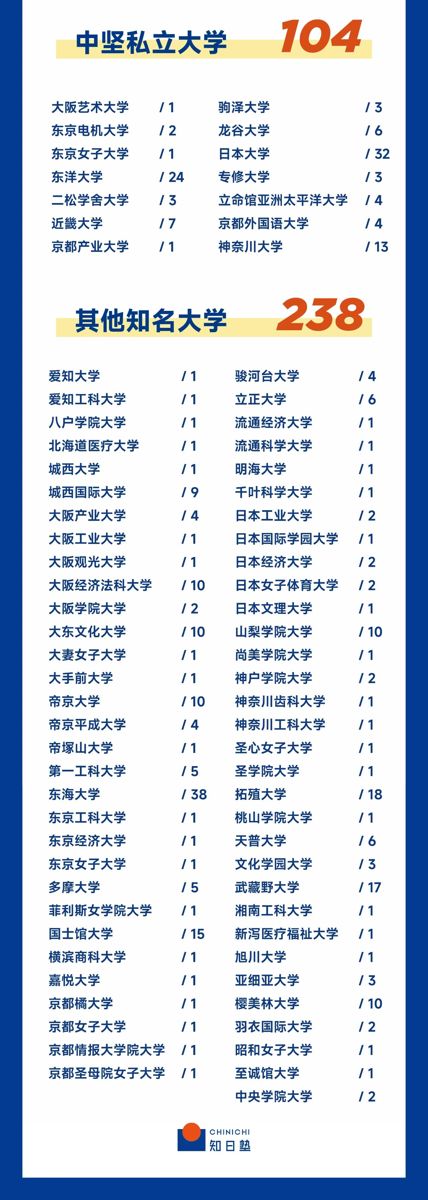 中坚私立大学 104
大阪艺术大学 / 1
东京电机大学 / 2
东京女子大学 / 1
东洋大学 / 24
二松学舍大学 / 3
近畿大学 / 7
京都产业大学 / 1
驹泽大学 / 3
龙谷大学 / 6
日本大学 / 32
专修大学 / 3
立命馆亚洲太平洋大学 / 4
京都外国语大学 / 4
神奈川大学 / 13
其他知名大学 238
爱知大学 / 1
爱知工科大学 / 1
八户学院大学 / 1
北海道医疗大学 / 1
城西大学 / 1
城西国际大学 / 9
大阪产业大学 / 4
大阪工业大学 / 1
大阪观光大学 / 1
大阪经济法科大学 / 10
大阪学院大学 / 2
大东文化大学 / 10
大妻女子大学 / 1
大手前大学 / 1
帝京大学 / 10
帝京平成大学 / 4
帝塚山大学 / 1
第一工科大学 / 5
东海大学 / 38
东京工科大学 / 1
东京经济大学 / 1
东京女子大学 / 1
多摩大学 / 5
菲利斯女学院大学 / 1
国士馆大学 / 15
横滨商科大学 / 1
嘉悦大学 / 1
京都橘大学 / 1
京都女子大学 / 1
京都情报大学院大学 / 1
京都圣母院女子大学 / 1
骏河台大学 / 4
立正大学 / 6
流通经济大学 / 1
流通科学大学 / 1
明海大学 / 1
千叶科学大学 / 1
日本工业大学 / 2
日本国际学园大学 / 1
日本经济大学 / 2
日本女子体育大学 / 2
日本文理大学 / 1
山梨学院大学 / 10
尚美学院大学 / 1
神户学院大学 / 2
神奈川齿科大学 / 1
神奈川工科大学 / 1
圣心女子大学 / 1
圣学院大学 / 1
拓殖大学 / 18
桃山学院大学 / 1
天普大学 / 6
文化学园大学 / 3
武藏野大学 / 17
湘南工科大学 / 1
新泻医疗福祉大学 / 1
旭川大学 / 1
亚细亚大学 / 3
樱美林大学 / 10
羽衣国际大学 / 2
昭和女子大学 / 1
至诚馆大学 / 1
中央学院大学 / 2
CHINICHI
知日塾